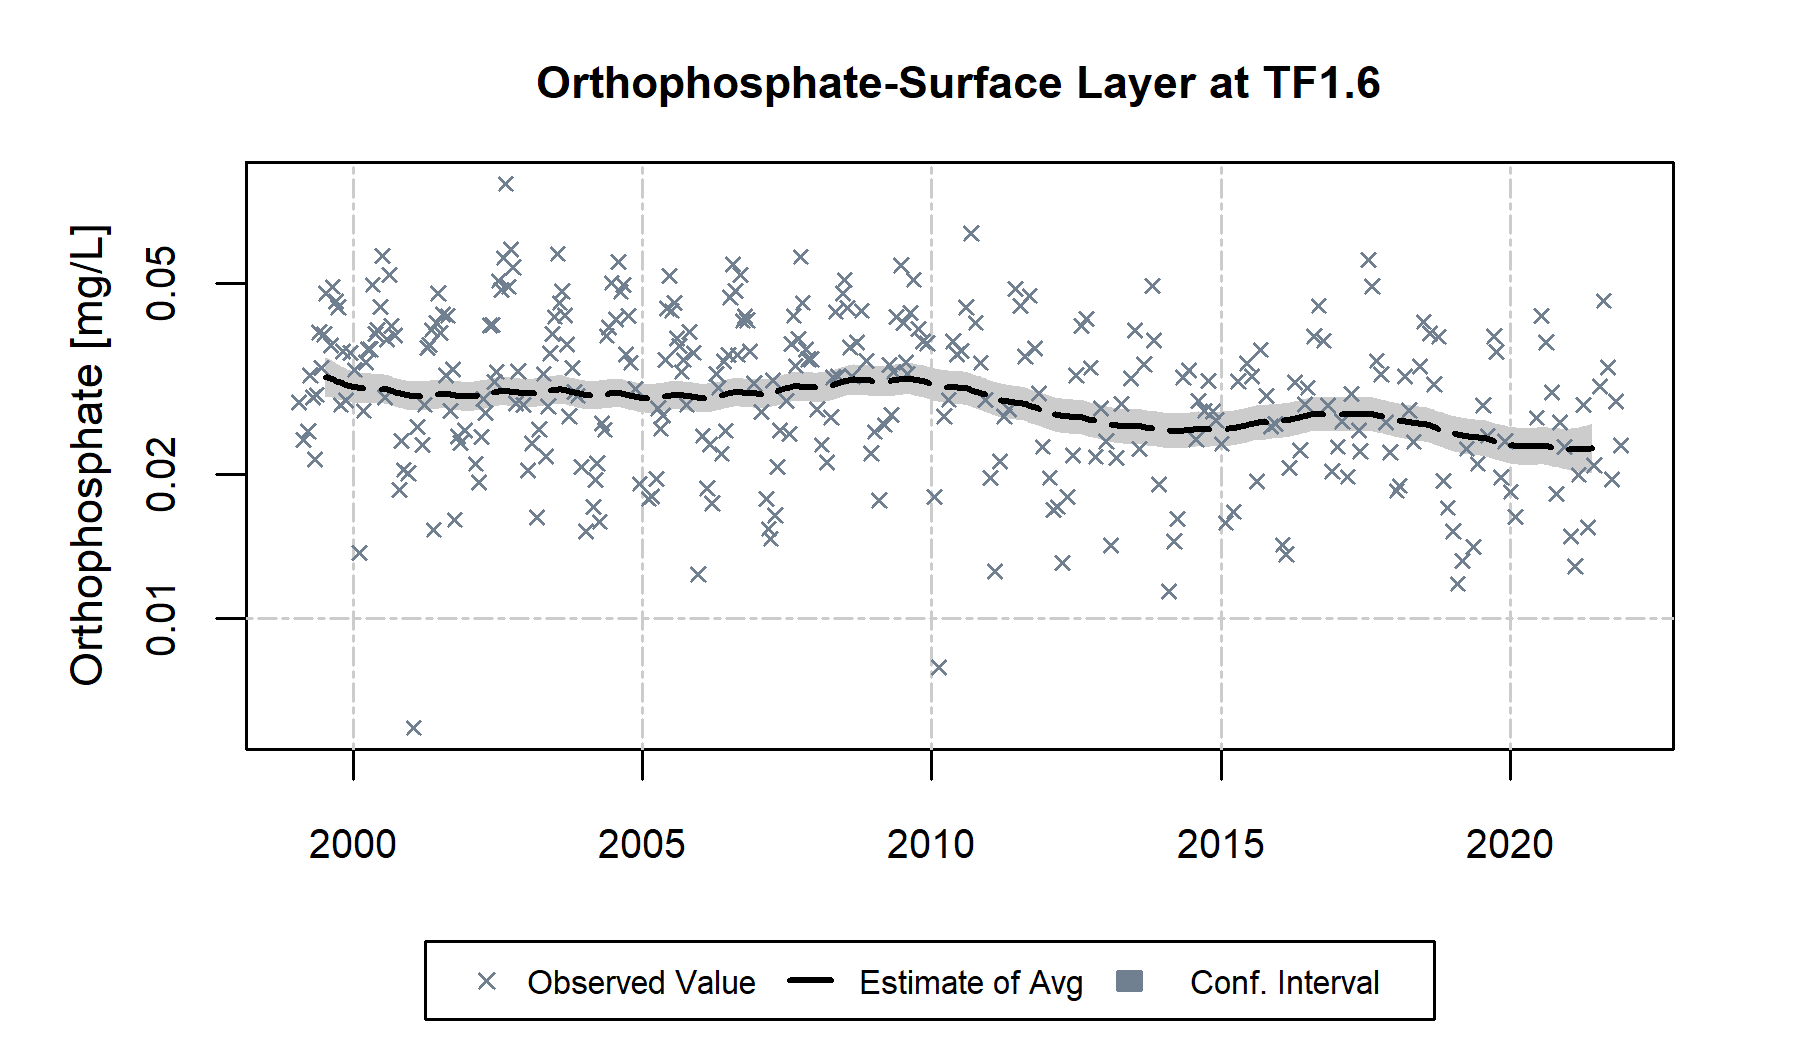 Orthophosphate-Surface Layer at TF1.6
Orthophosphate [mg/L]
0.05
0.02
0.01
2000 2005 2010 2015 2020
Observed Value Estimate of Avg Conf. Interval